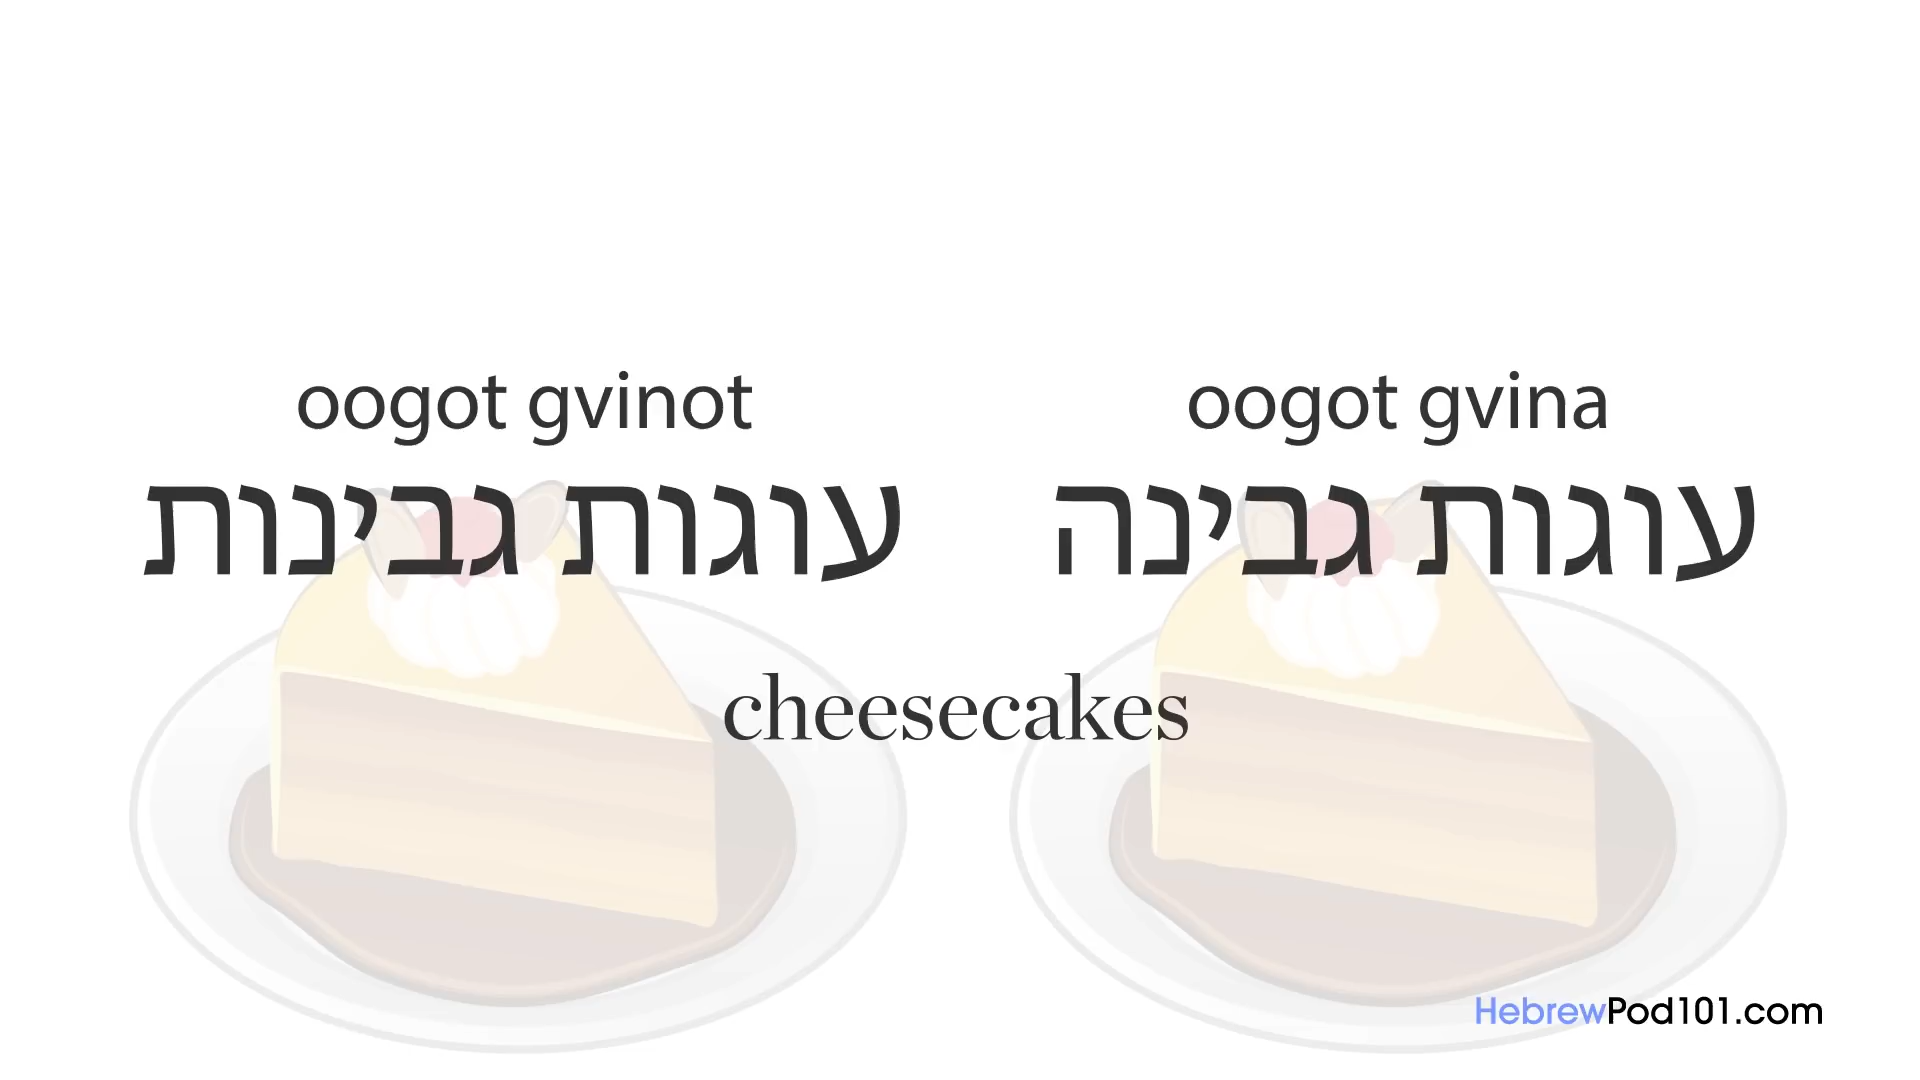 oogot gvinot
עוגות גבינות
oogot gvina
עוגות גבינה
cheesecakes
HebrewPod101.com